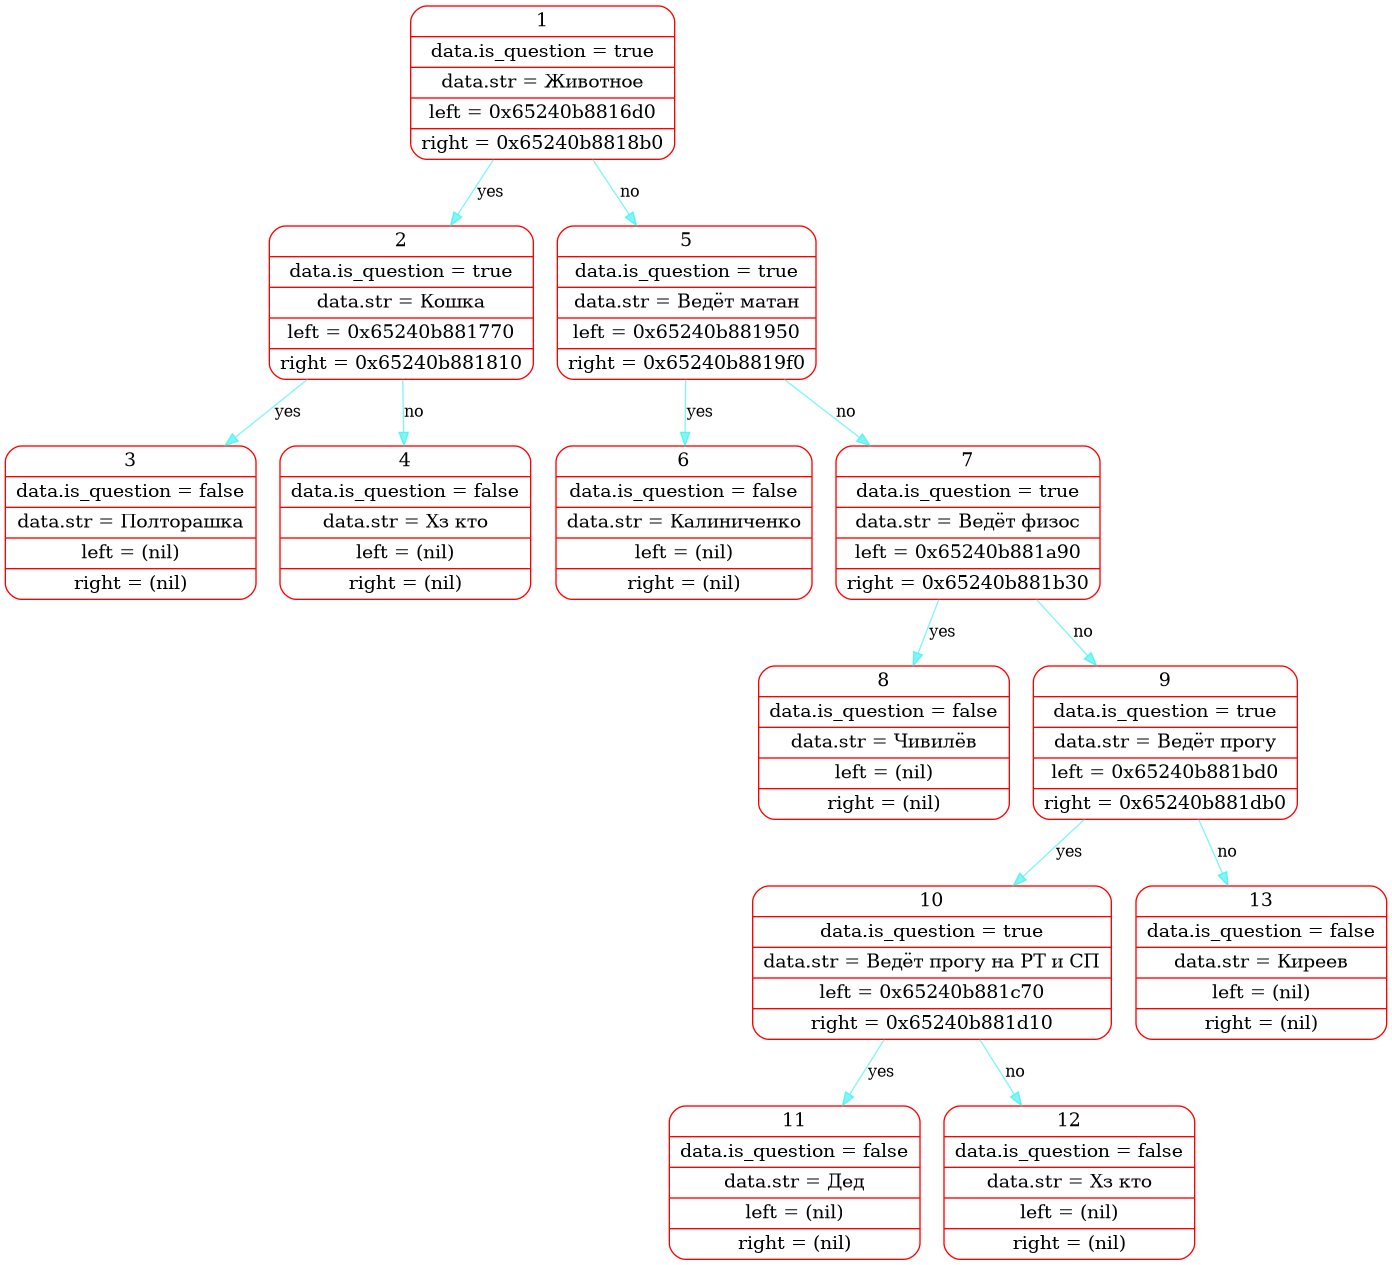 1
data.is_question = true
data.str = Животное
left = 0x65240b8816d0
right = 0x65240b8818b0
yes
no
2
data.is_question = true
data.str = Кошка
left = 0x65240b881770
right = 0x65240b881810
5
data.is_question = true
data.str = Ведёт матан
left = 0x65240b881950
right = 0x65240b8819f0
yes
no
yes
no
3
data.is_question = false
data.str = Полторашка
left = (nil)
right = (nil)
4
data.is_question = false
data.str = Хз кто
left = (nil)
right = (nil)
6
data.is_question = false
data.str = Калиниченко
left = (nil)
right = (nil)
7
data.is_question = true
data.str = Ведёт физос
left = 0x65240b881a90
right = 0x65240b881b30
yes
no
8
data.is_question = false
data.str = Чивилёв
left = (nil)
right = (nil)
9
data.is_question = true
data.str = Ведёт прогу
left = 0x65240b881bd0
right = 0x65240b881db0
yes
no
10
data.is_question = true
data.str = Ведёт прогу на РТ и СП
left = 0x65240b881c70
right = 0x65240b881d10
13
data.is_question = false
data.str = Киреев
left = (nil)
right = (nil)
yes
no
11
data.is_question = false
data.str = Дед
left = (nil)
right = (nil)
12
data.is_question = false
data.str = Хз кто
left = (nil)
right = (nil)